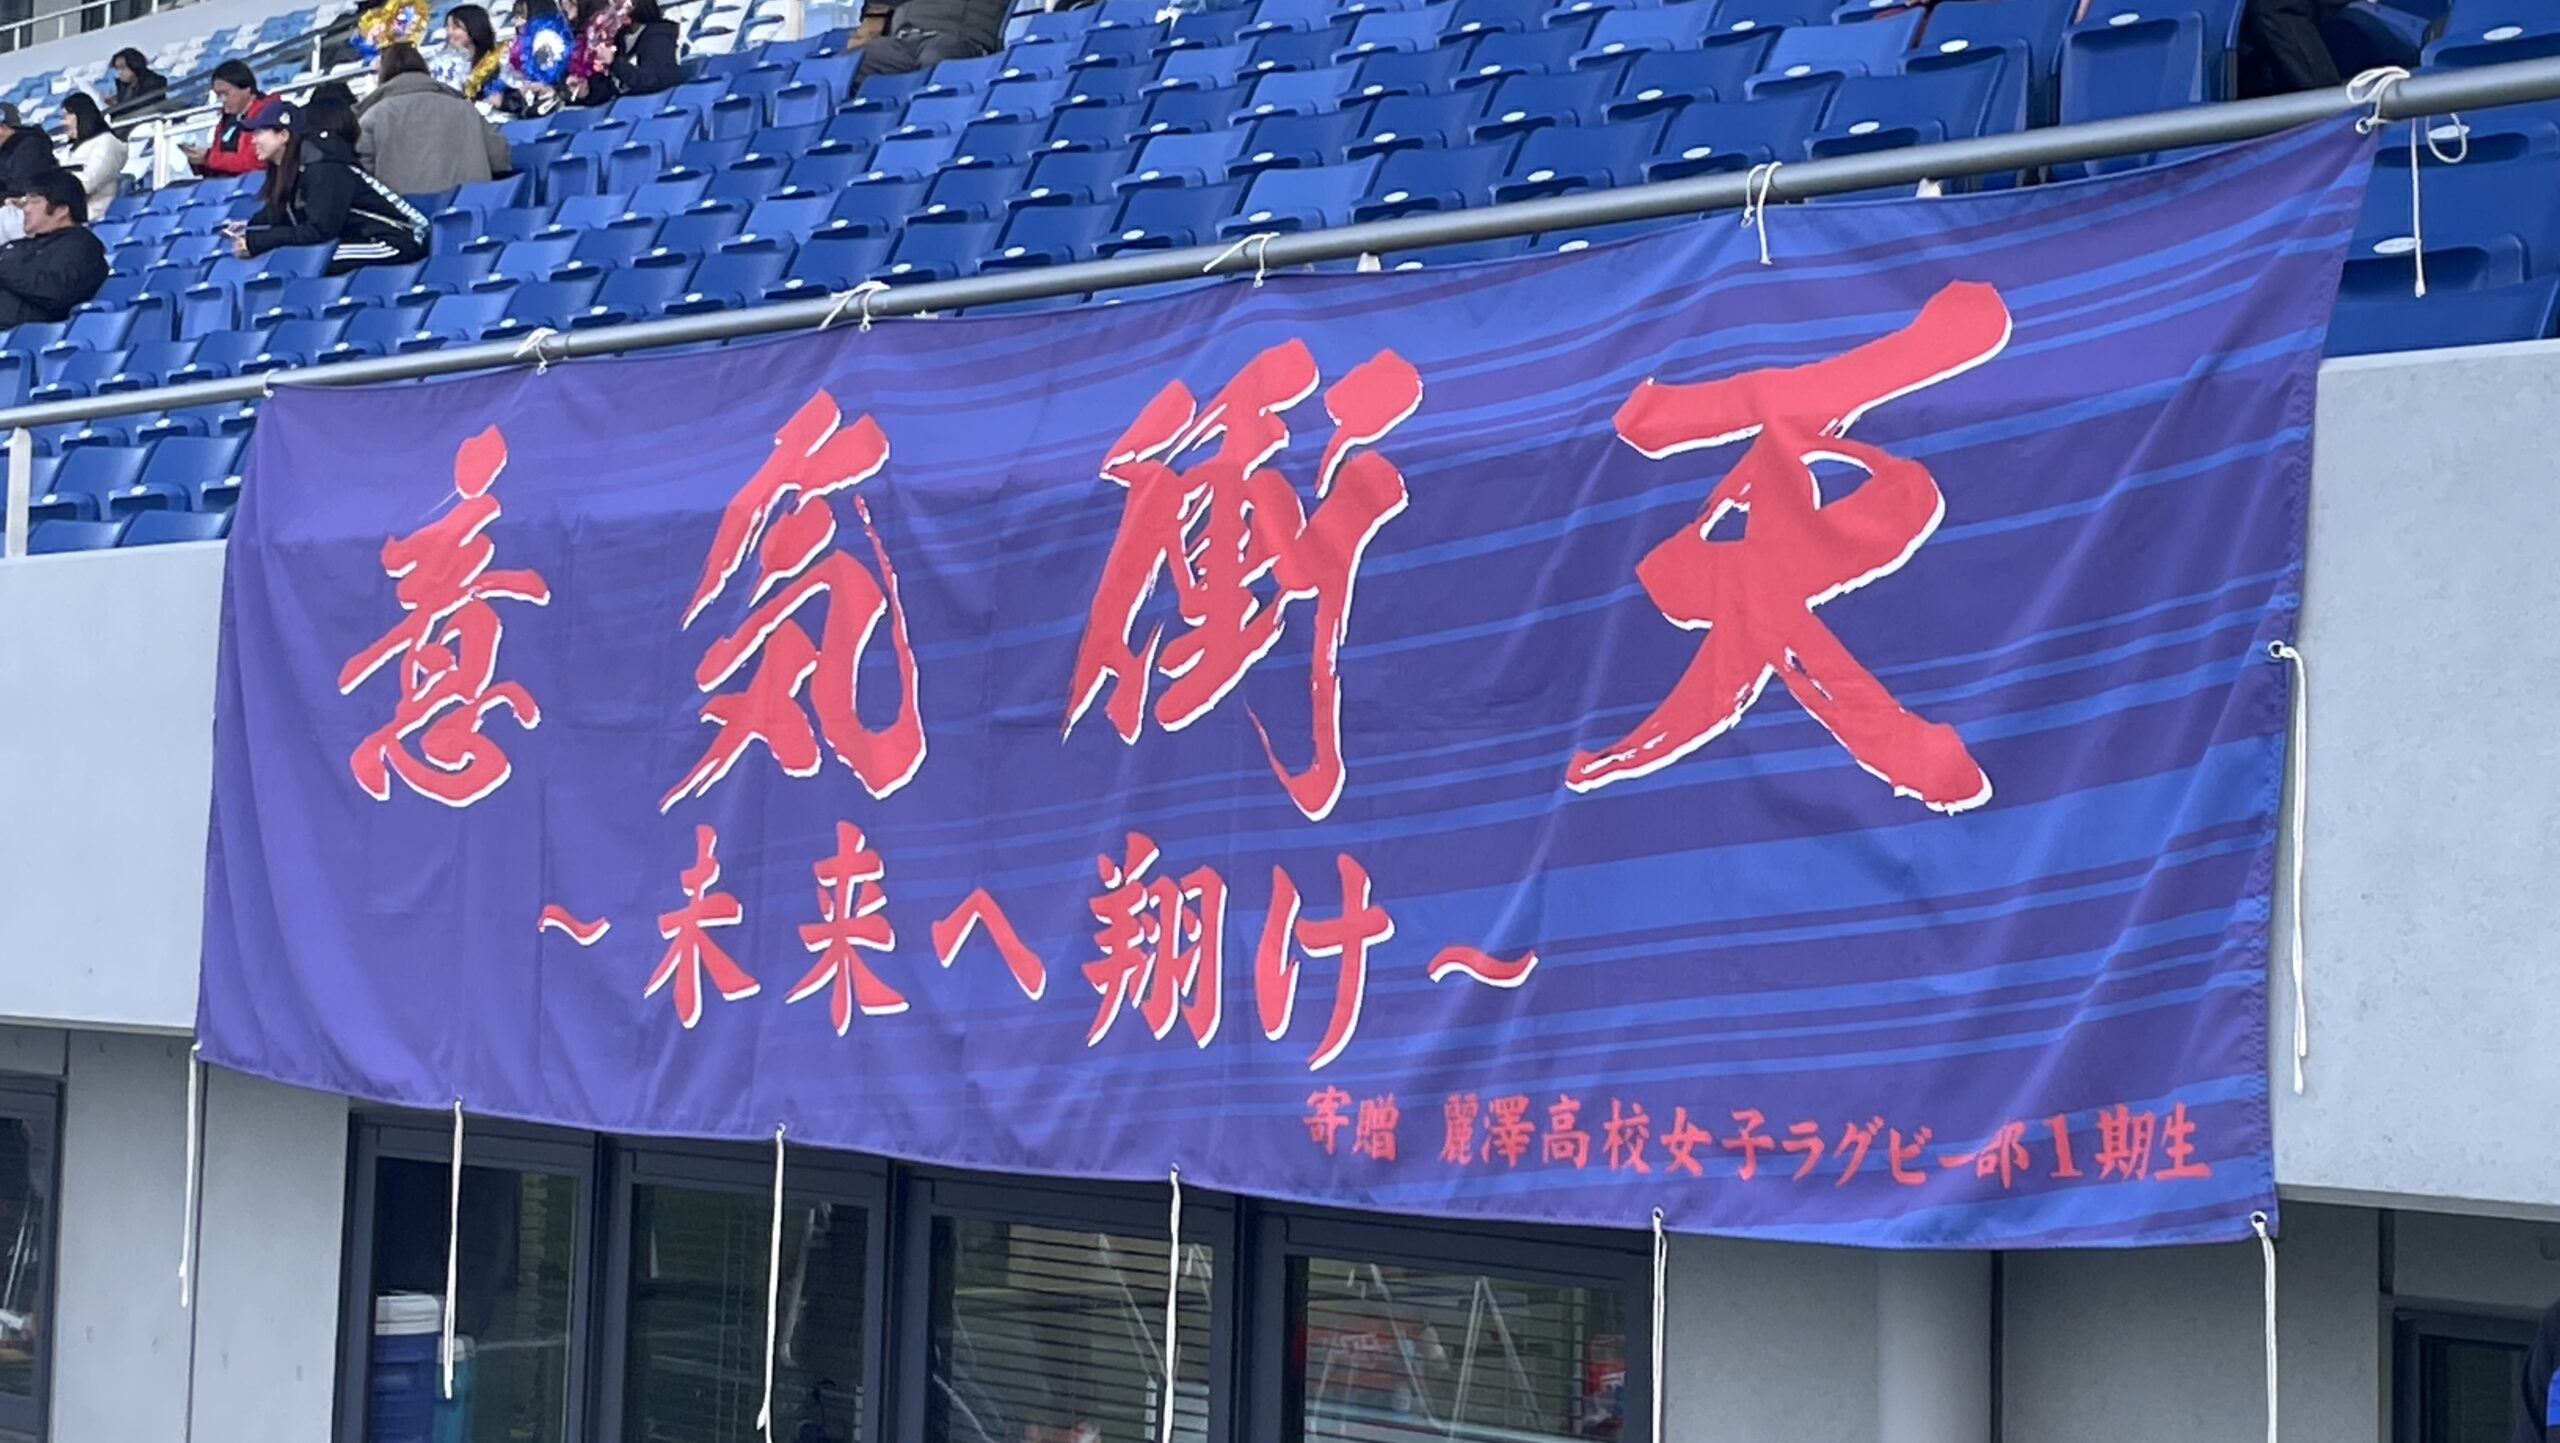 意気衝天
～未来へ翔け～
寄贈 麗澤高校女子ラグビー部1期生